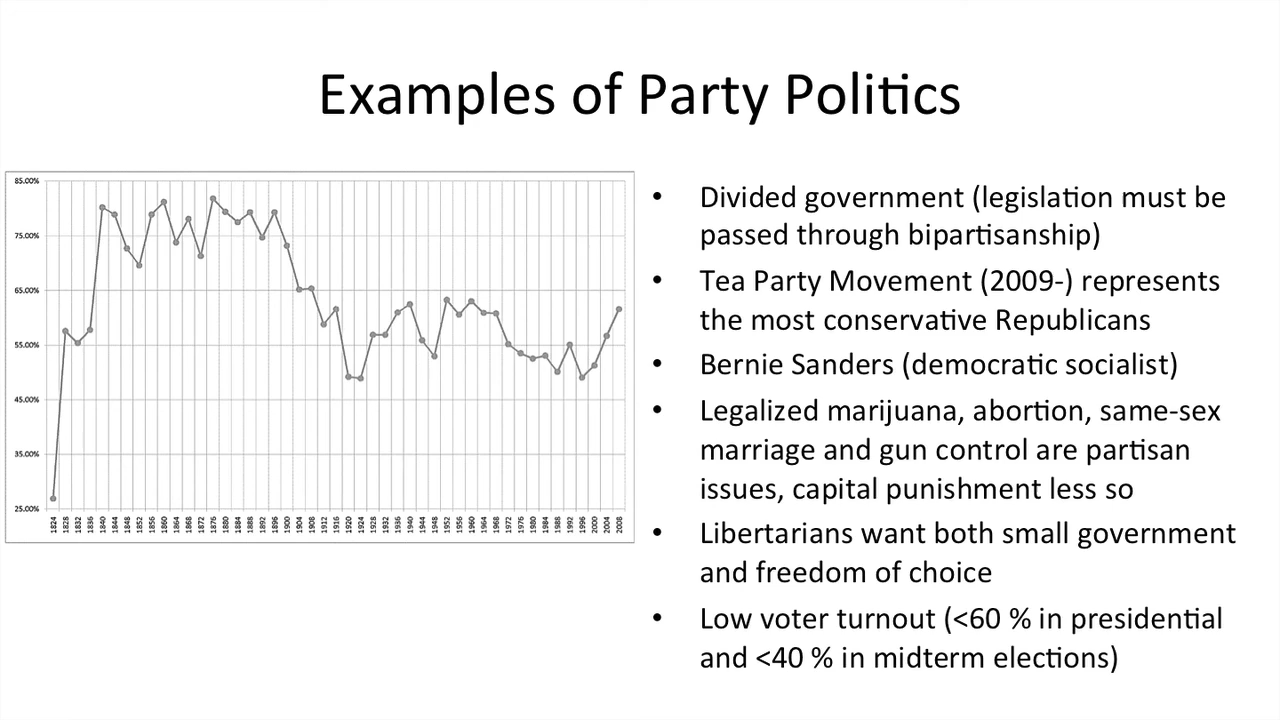 Examples of Party Politics
85.00%
75.00%
65.00%
55.00%
45.00%
35.00%
25.00%
1824 1828 1832 1836 1840 1844 1848 1852 1856 1860 1864 1868 1872 1876 1880 1884 1888 1892 1896 1900 1904 1908 1912 1916 1920 1924 1928 1932 1936 1940 1944 1948 1952 1956 1960 1964 1968 1972 1976 1980 1984 1988 1992 1996 2000 2004 2008
• Divided government (legislation must be
passed through bipartisanship)
• Tea Party Movement (2009-) represents
the most conservative Republicans
• Bernie Sanders (democratic socialist)
• Legalized marijuana, abortion, same-sex
marriage and gun control are partisan
issues, capital punishment less so
• Libertarians want both small government
and freedom of choice
• Low voter turnout (<60 % in presidential
and <40 % in midterm elections)